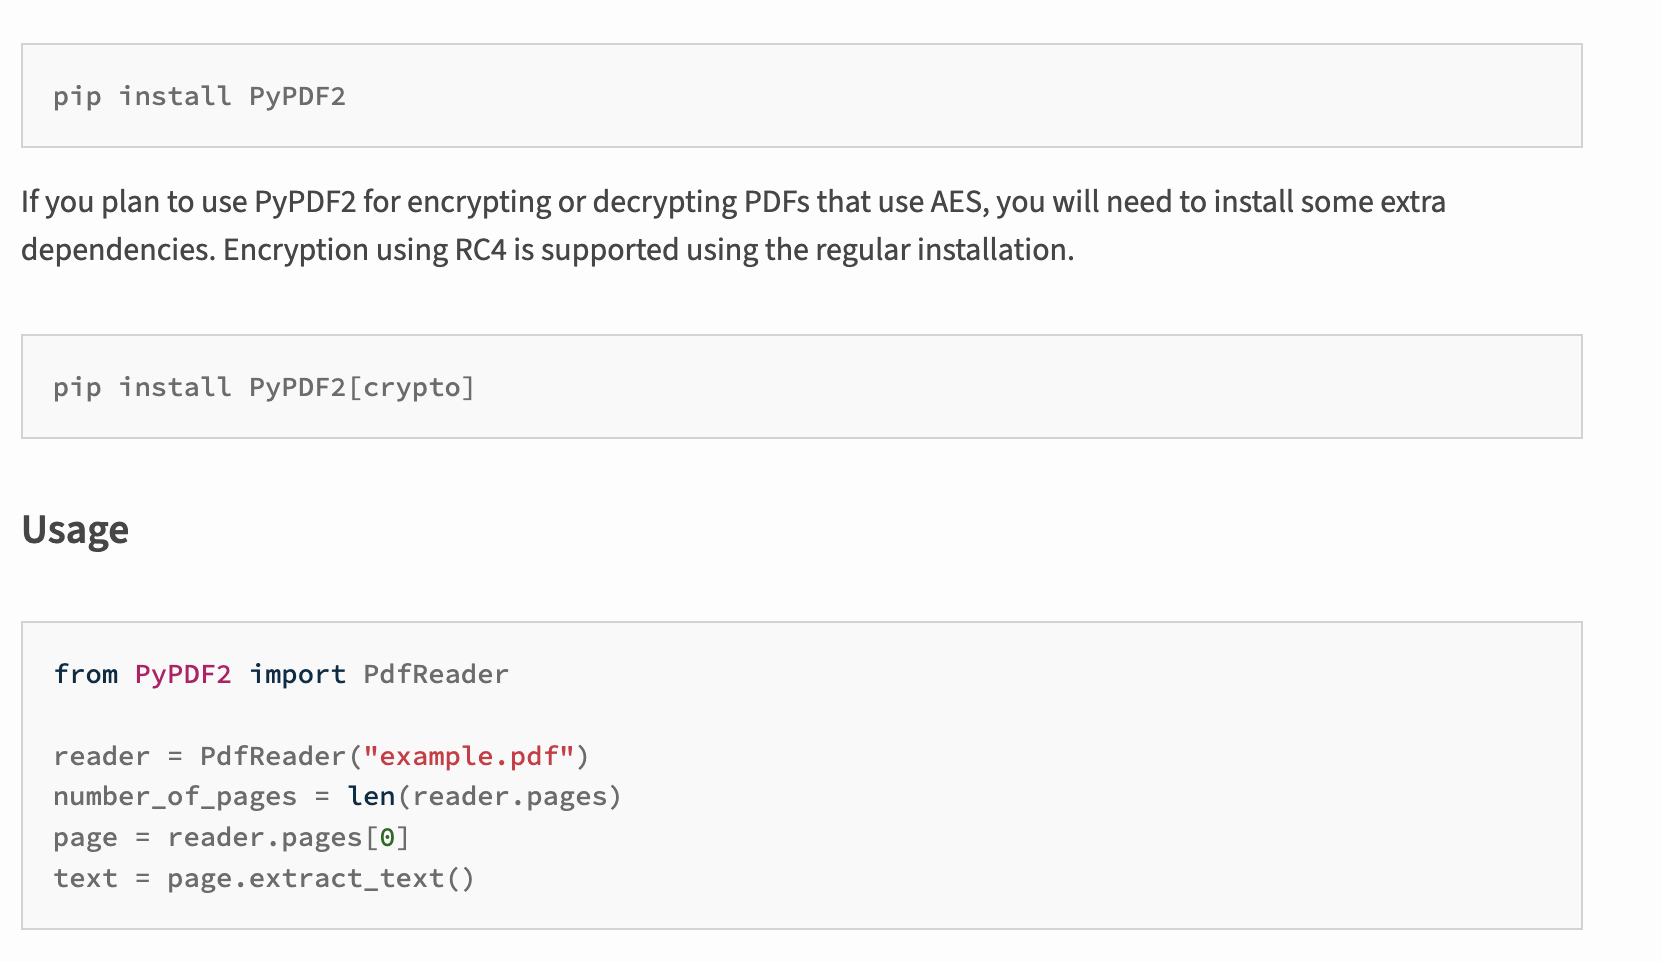 pip install PyPDF2
If you plan to use PyPDF2 for encrypting or decrypting PDFs that use AES, you will need to install some extra
dependencies. Encryption using RC4 is supported using the regular installation.
pip install PyPDF2[crypto]
Usage
from PyPDF2 import PdfReader
reader = PdfReader("example.pdf")
number_of_pages = len(reader.pages)
page = reader.pages[0]
text = page.extract_text()